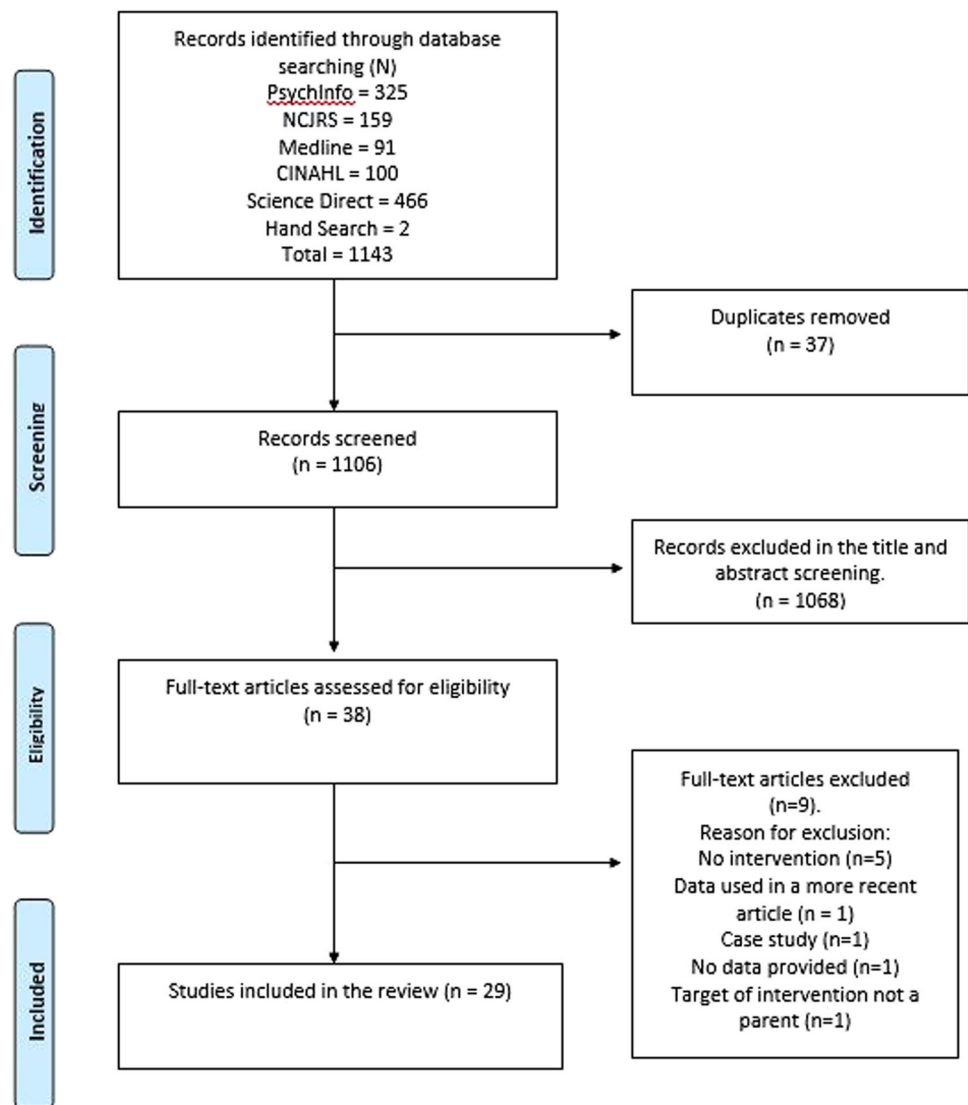 Identification
Records identified through database
searching (N)
PsychInfo = 325
NCJRS = 159
Medline = 91
CINAHL = 100
Science Direct = 466
Hand Search = 2
Total = 1143
Duplicates removed
(n = 37)
Screening
Records screened
(n = 1106)
Records excluded in the title and
abstract screening.
(n = 1068)
Eligibility
Full-text articles assessed for eligibility
(n = 38)
Full-text articles excluded
(n=9).
Reason for exclusion:
No intervention (n=5)
Data used in a more recent
article (n = 1)
Case study (n=1)
No data provided (n=1)
Target of intervention not a
parent (n=1)
Included
Studies included in the review (n = 29)